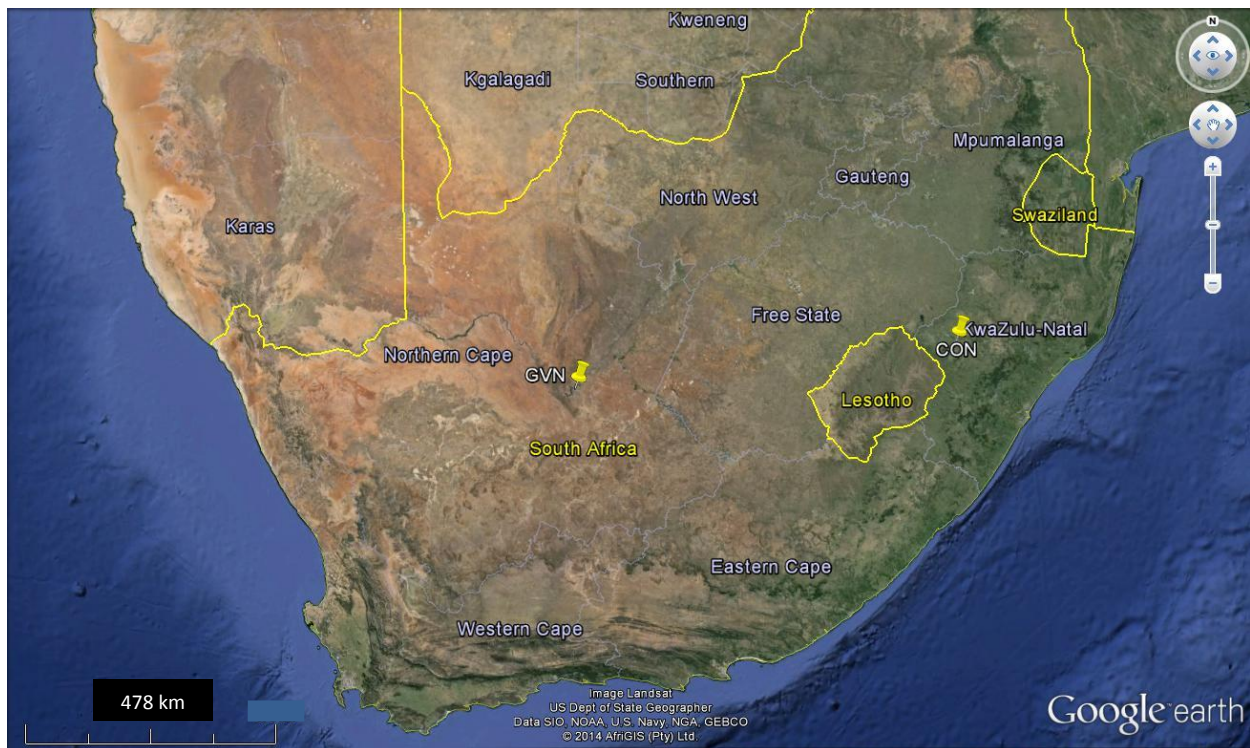 Kweneng
N
Kgalagadi
Southern
Mpumalanga
Gauteng
North West
Swaziland
Karas
Free State
KwaZulu-Natal
CON
Northern Cape
GVN
Lesotho
South Africa
Eastern Cape
Western Cape
478 km
Image Landsat
US Dept of State Geographer
Data SIO, NOAA, U.S. Navy, NGA, GEBCO
© 2014 AfriGIS (Pty) Ltd.
Google earth